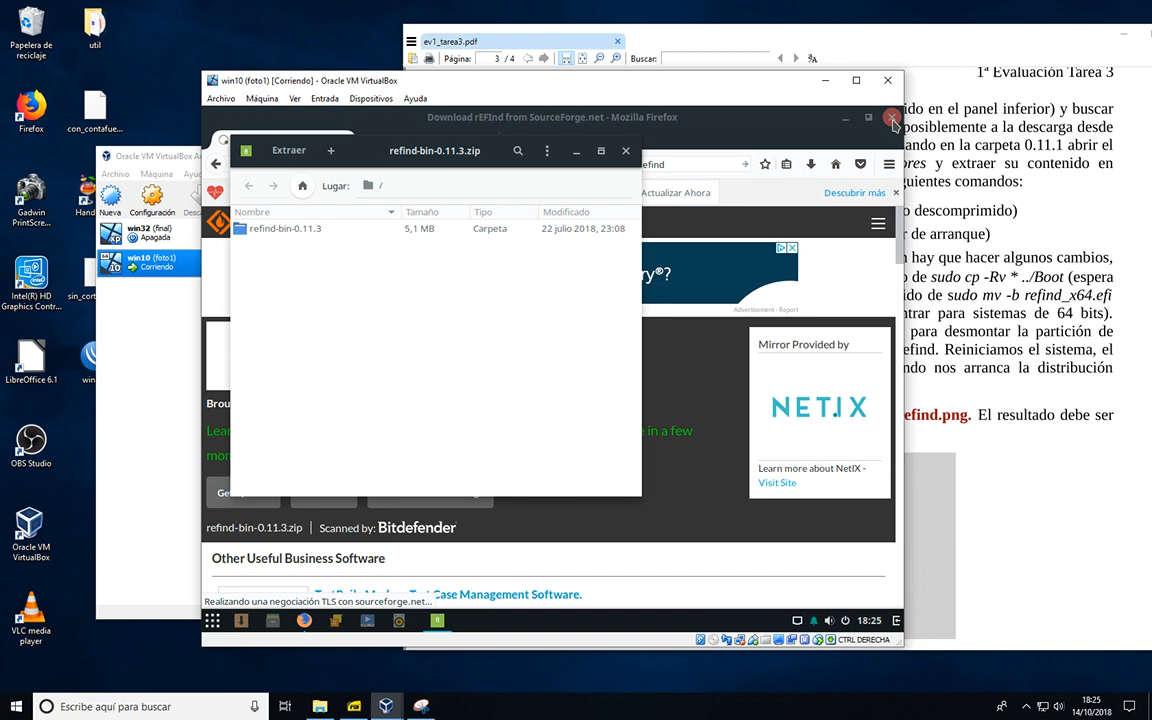 Papelera de
reciclaje
util
Firefox
con_contafue...
Gadwin
PrintScre...
Hand
Intel(R) HD
Graphics Contr...
sin_cort
LibreOffice 6.1
win
OBS Studio
Oracle VM
VirtualBox
VLC media
player
Oracle VM VirtualBox A
Archivo Máquina
Nueva Configuración
win32 (final)
Apagada
win10 (foto1)
Corriendo
ev1_tarea3.pdf
Página: 3 / 4 Buscar:
1ª Evaluación Tarea 3
ido en el panel inferior) y buscar
posiblemente a la descarga desde
ando en la carpeta 0.11.1 abrir el
ores y extraer su contenido en
guientes comandos:
o descomprimido)
r de arranque)
n hay que hacer algunos cambios,
o de sudo cp -Rv * ../Boot (espera
ido de sudo mv -b refind_x64.efi
ntrar para sistemas de 64 bits).
para desmontar la partición de
efind. Reiniciamos el sistema, el
ndo nos arranca la distribución
efind.png. El resultado debe ser
win10 (foto1) [Corriendo] - Oracle VM VirtualBox
Archivo Máquina Ver Entrada Dispositivos Ayuda
Download rEFInd from SourceForge.net - Mozilla Firefox
efind
Actualizar Ahora
Descubrir más
Extraer + refind-bin-0.11.3.zip
Lugar: /
Nombre Tamaño Tipo Modificado
refind-bin-0.11.3 5,1 MB Carpeta 22 julio 2018, 23:08
ry®?
Advertisement - Report
Mirror Provided by
NETIX
Learn more about NetIX -
Visit Site
Brou
Lear
e in a few
mom
Ge
refind-bin-0.11.3.zip | Scanned by: Bitdefender
Other Useful Business Software
Case Management Software.
Realizando una negociación TLS con sourceforge.net...
18:25
CTRL DERECHA
Escribe aquí para buscar
18:25
14/10/2018